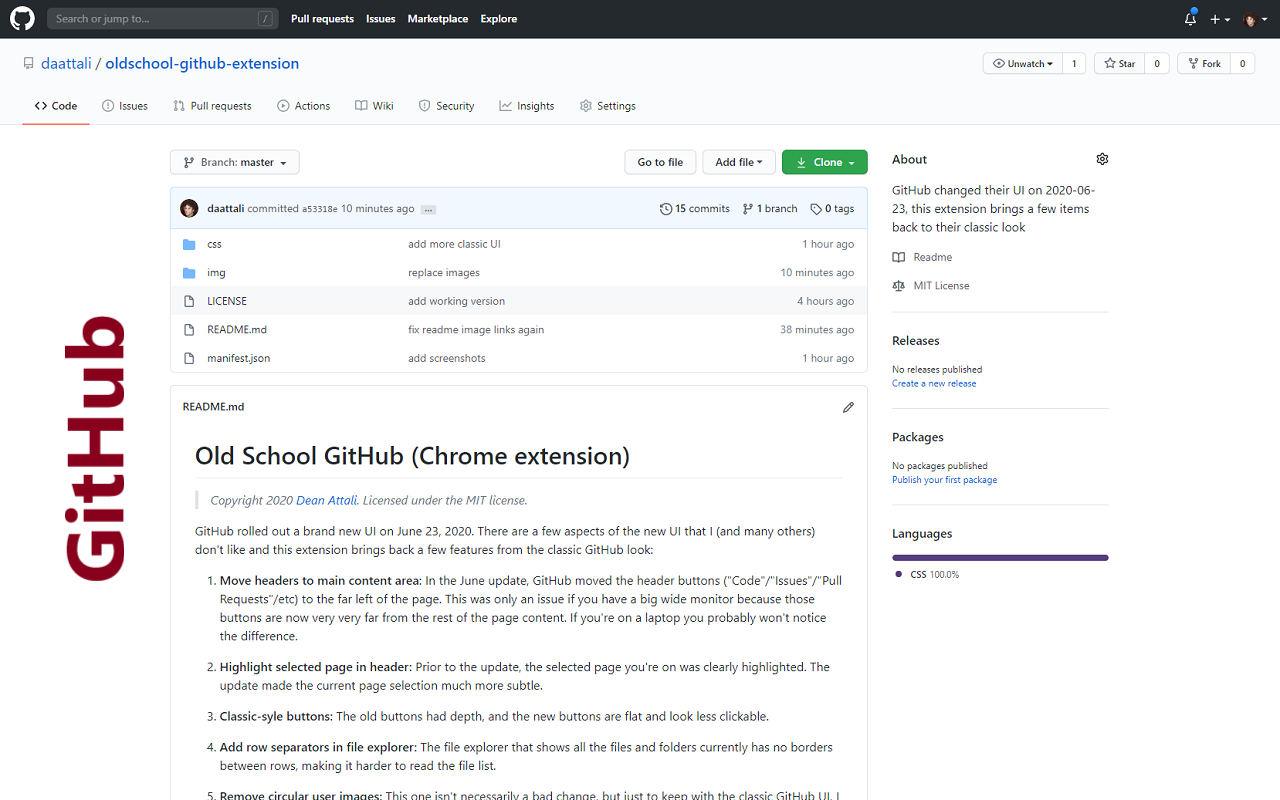 Search or jump to...
/
Pull requests Issues Marketplace Explore
daattali / oldschool-github-extension
Unwatch 1 Star 0 Fork 0
Code Issues Pull requests Actions Wiki Security Insights Settings
Branch: master Go to file Add file Clone
daattali committed a53318e 10 minutes ago ... 15 commits 1 branch 0 tags
css add more classic UI 1 hour ago
img replace images 10 minutes ago
LICENSE add working version 4 hours ago
README.md fix readme image links again 38 minutes ago
manifest.json add screenshots 1 hour ago
GitHub
README.md
Old School GitHub (Chrome extension)
Copyright 2020 Dean Attali. Licensed under the MIT license.
GitHub rolled out a brand new UI on June 23, 2020. There are a few aspects of the new UI that I (and many others)
don't like and this extension brings back a few features from the classic GitHub look:
1. Move headers to main content area: In the June update, GitHub moved the header buttons ("Code"/"Issues"/"Pull
Requests"/etc) to the far left of the page. This was only an issue if you have a big wide monitor because those
buttons are now very very far from the rest of the page content. If you're on a laptop you probably won't notice
the difference.
2. Highlight selected page in header: Prior to the update, the selected page you're on was clearly highlighted. The
update made the current page selection much more subtle.
3. Classic-syle buttons: The old buttons had depth, and the new buttons are flat and look less clickable.
4. Add row separators in file explorer: The file explorer that shows all the files and folders currently has no borders
between rows, making it harder to read the file list.
5. Remove circular user images: This one isn't necessarily a bad change, but just to keep with the classic GitHub UI, I
About
GitHub changed their UI on 2020-06-
23, this extension brings a few items
back to their classic look
Readme
MIT License
Releases
No releases published
Create a new release
Packages
No packages published
Publish your first package
Languages
CSS 100.0%